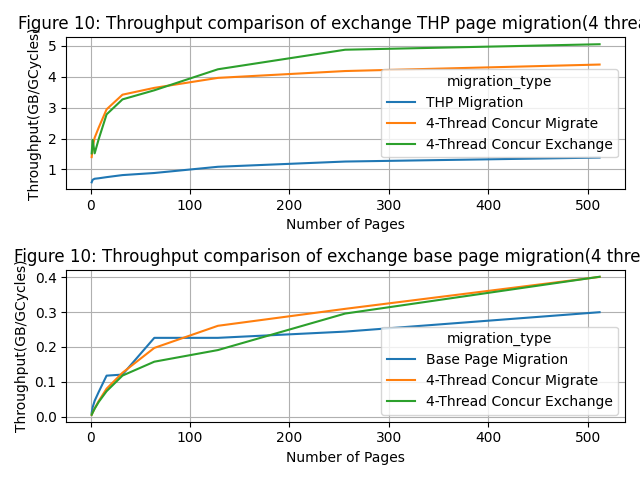 Figure 10: Throughput comparison of exchange THP page migration(4 threa
Throughput(GB/GCycles)
5
4
3
2
1
migration_type
THP Migration
4-Thread Concur Migrate
4-Thread Concur Exchange
0 100 200 300 400 500
Number of Pages
Figure 10: Throughput comparison of exchange base page migration(4 threa
Throughput(GB/GCycles)
0.4
0.3
0.2
0.1
0.0
migration_type
Base Page Migration
4-Thread Concur Migrate
4-Thread Concur Exchange
0 100 200 300 400 500
Number of Pages